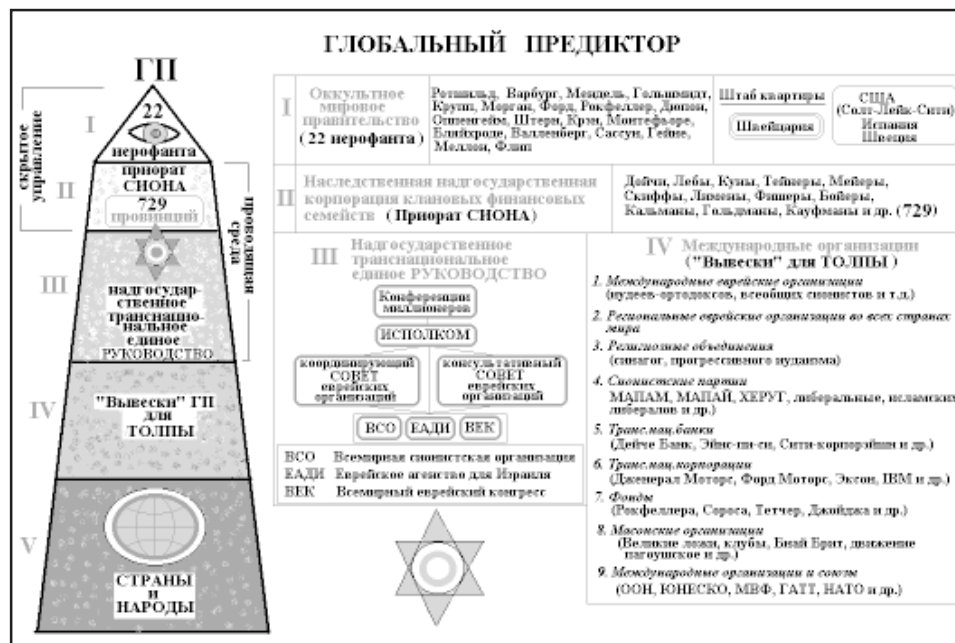 ГЛОБАЛЬНЫЙ ПРЕДИКТОР
ГП
скрытое управление
I
22
иерофанта
II
приорат
СИОНА
729
провинций
проводящая среда
III
надгосудар-
ственное
транснацио-
нальное
единое
РУКОВОДСТВО
IV
"Вывески" ГП
для
ТОЛПЫ
V
СТРАНЫ
и
НАРОДЫ
I
Оккультное
мировое
правительство
(22 иерофанта)
Ротшильд, Варбург, Мендель, Гольшмидт,
Крупп, Морган, Форд, Рокфеллер, Дюпон,
Оппенгейм, Штерн, Крэн, Монтефьоре,
Бляйхроде, Валленберг, Сассун, Гейне,
Меллон, Флип
Штаб квартиры
Швейцария
США
(Солт-Лейк-Сити)
Испания
Швеция
II
Наследственная надгосударственная
корпорация клановых финансовых
семейств (Приорат СИОНА)
Дойчи, Лебы, Куны, Тейнеры, Мейеры,
Скиффы, Лимены, Фишеры, Бойеры,
Кальманы, Гольдманы, Кауфманы и др. (729)
III
Надгосударственное
транснациональное
единое РУКОВОДСТВО
Конференции
миллионеров
ИСПОЛКОМ
координирующий
СОВЕТ
еврейских
организаций
консультативный
СОВЕТ
еврейских
организаций
ВСО
ЕАДИ
ВЕК
ВСО Всемирная сионистская организация
ЕАДИ Еврейское агенство для Израиля
ВЕК Всемирный еврейский конгресс
IV Международные организации
("Вывески" для ТОЛПЫ)
1. Международные еврейские организации
(иудеев-ортодоксов, всеобщих сионистов и т.д.)
2. Региональные еврейские организации во всех странах
мира
3. Религиозные объединения
(синагог, прогрессивного иудаизма)
4. Сионистские партии
МАПАМ, МАПАЙ, ХЕРУТ, либеральные, исламских
либералов и др.)
5. Транс.нац.банки
(Дейче Банк, Эйнс-пи-си, Сити-корпорэйшн и др.)
6. Транс.нац.корпорации
(Дженерал Моторс, Форд Моторс, Эксон, IBM и др.)
7. Фонды
(Рокфеллера, Сороса, Тетчер, Джойджа и др.)
8. Масонские организации
(Великие ложи, клубы, Бнай Брит, движение
пагоушское и др.)
9. Международные организации и союзы
(ООН, ЮНЕСКО, МВФ, ГАТТ, НАТО и др.)